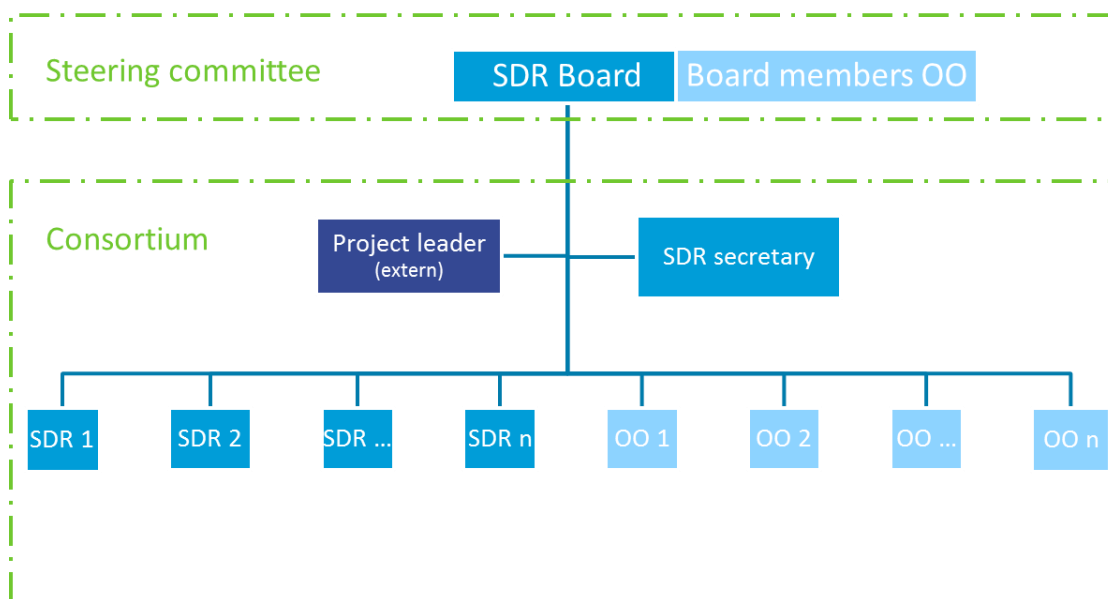 Steering committee
SDR Board
Board members OO
Consortium
Project leader
(extern)
SDR secretary
SDR 1
SDR 2
SDR ...
SDR n
OO 1
OO 2
OO ...
OO n